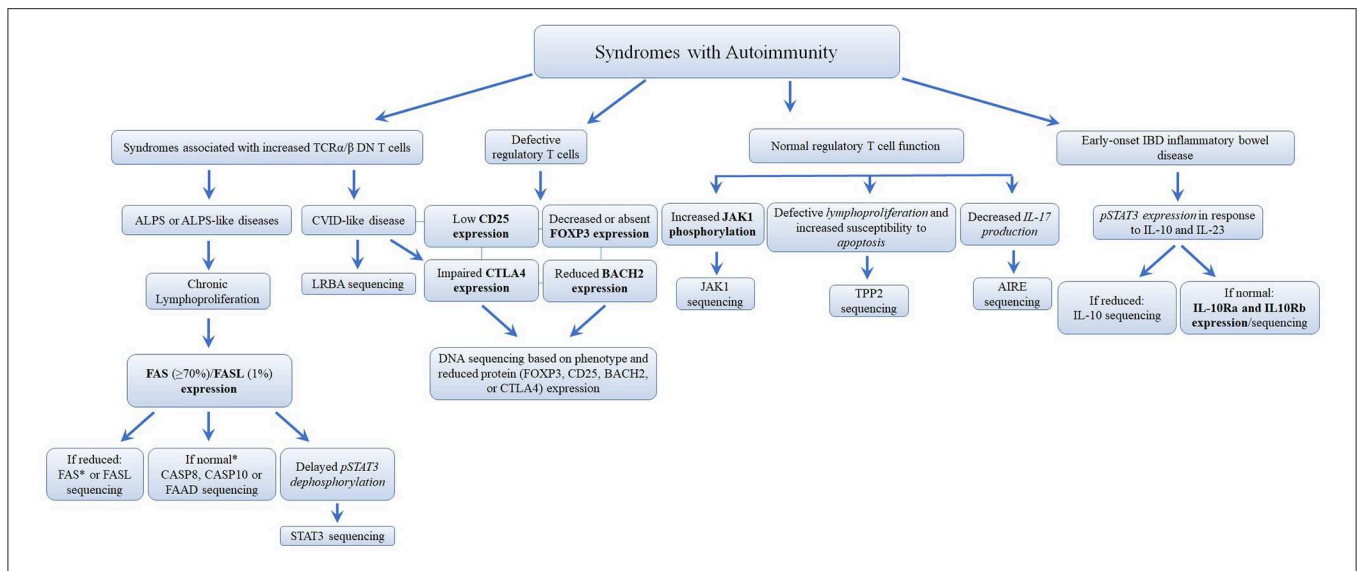 Syndromes with Autoimmunity
Syndromes associated with increased TCRα/β DN T cells
Defective
regulatory T cells
Normal regulatory T cell function
Early-onset IBD inflammatory bowel
disease
ALPS or ALPS-like diseases
CVID-like disease
Low CD25
expression
Decreased or absent
FOXP3 expression
Increased JAK1
phosphorylation
Defective lymphoproliferation and
increased susceptibility to
apoptosis
Decreased IL-17
production
pSTAT3 expression in response
to IL-10 and IL-23
Chronic
Lymphoproliferation
LRBA sequencing
Impaired CTLA4
expression
Reduced BACH2
expression
JAK1
sequencing
TPP2
sequencing
AIRE
sequencing
If reduced:
IL-10 sequencing
If normal:
IL-10Ra and IL10Rb
expression/sequencing
FAS (≥70%)/FASL (1%)
expression
DNA sequencing based on phenotype and
reduced protein (FOXP3, CD25, BACH2,
or CTLA4) expression
If reduced:
FAS* or FASL
sequencing
If normal*
CASP8, CASP10 or
FAAD sequencing
Delayed pSTAT3
dephosphorylation
STAT3 sequencing